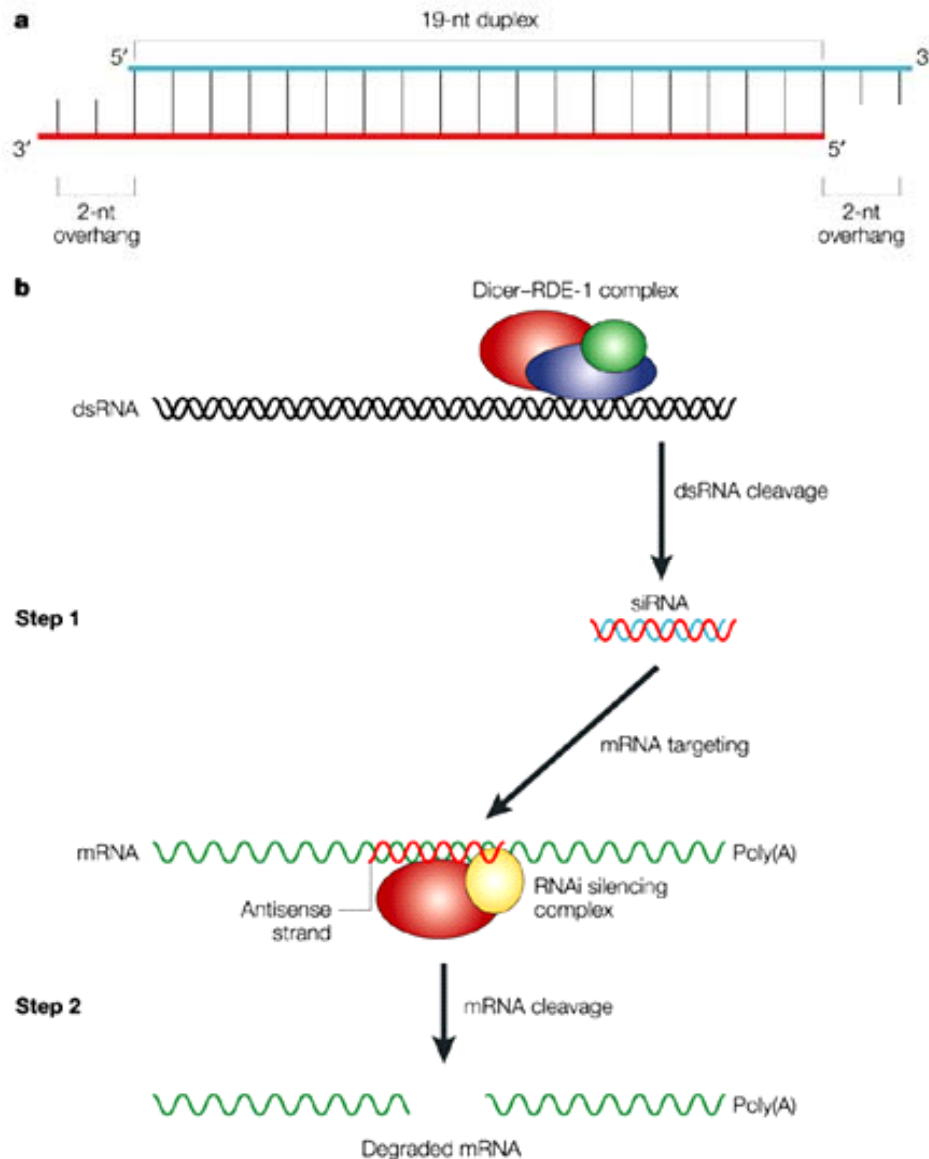 a
19-nt duplex
5′
3
3′
5′
2-nt
overhang
2-nt
overhang
b
Dicer–RDE-1 complex
dsRNA
dsRNA cleavage
Step 1
siRNA
mRNA targeting
mRNA
Poly(A)
Antisense
strand
RNAi silencing
complex
Step 2
mRNA cleavage
Poly(A)
Degraded mRNA